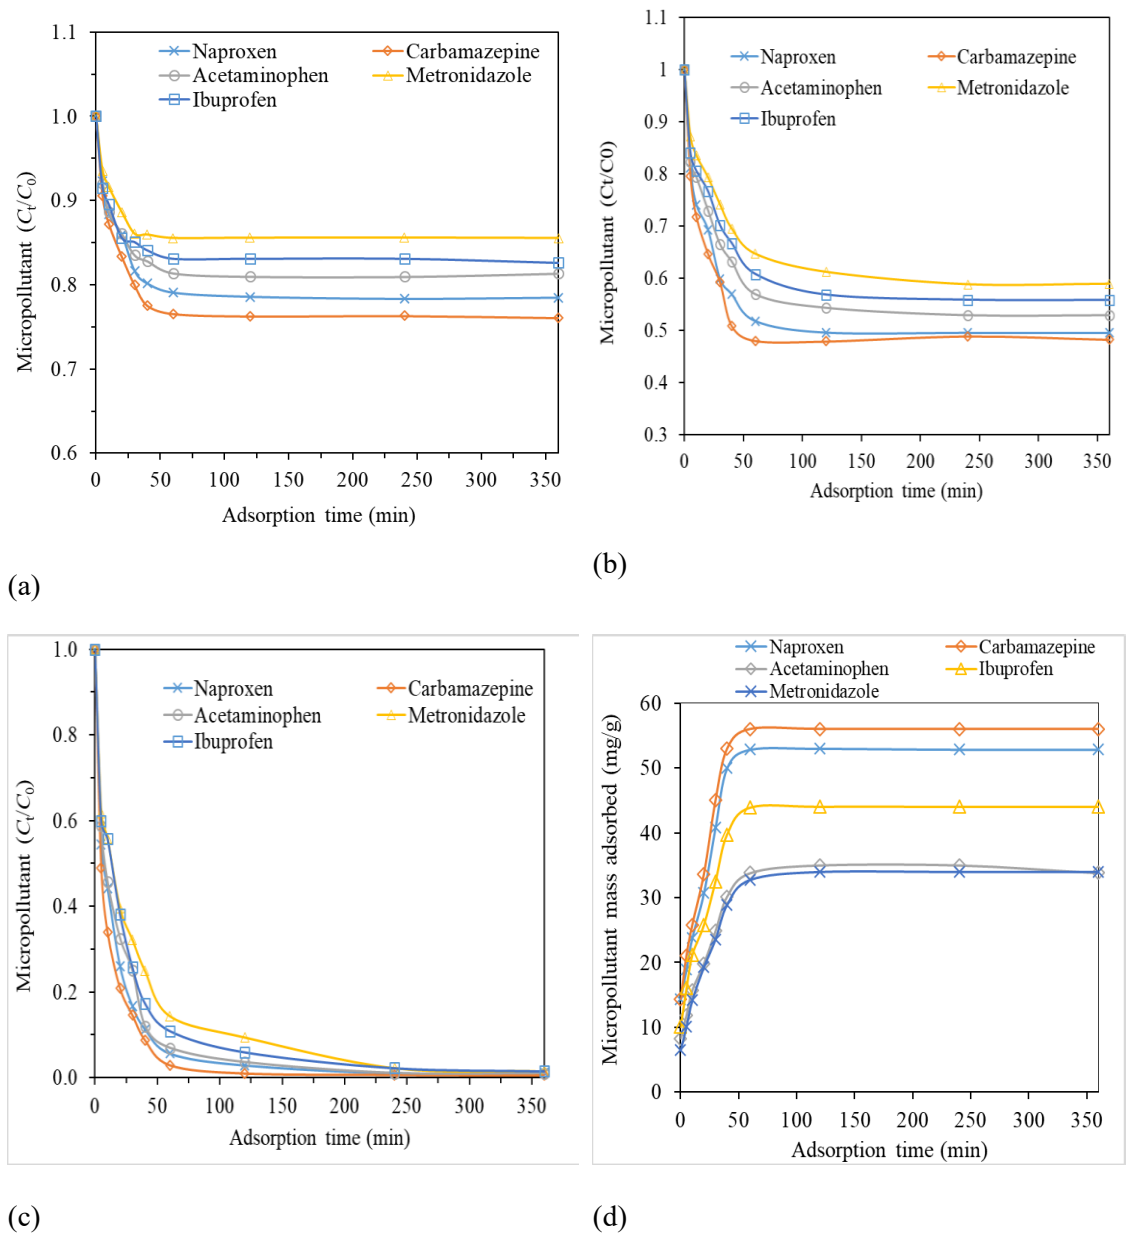 1.1
1.0
0.9
0.8
0.7
0.6
Micropollutant (Ct/C0)
Naproxen
Carbamazepine
Acetaminophen
Metronidazole
Ibuprofen
0 50 100 150 200 250 300 350
Adsorption time (min)
(a)
1.1
1
0.9
0.8
0.7
0.6
0.5
0.4
0.3
Micropollutant (Ct/C0)
Naproxen
Carbamazepine
Acetaminophen
Metronidazole
Ibuprofen
0 50 100 150 200 250 300 350
Adsorption time (min)
(b)
1.0
0.8
0.6
0.4
0.2
0.0
Micropollutant (Ct/C0)
Naproxen
Carbamazepine
Acetaminophen
Metronidazole
Ibuprofen
0 50 100 150 200 250 300 350
Adsorption time (min)
(c)
Naproxen
Carbamazepine
Acetaminophen
Ibuprofen
Metronidazole
60
50
40
30
20
10
0
Micropollutant mass adsorbed (mg/g)
0 50 100 150 200 250 300 350
Adsorption time (min)
(d)